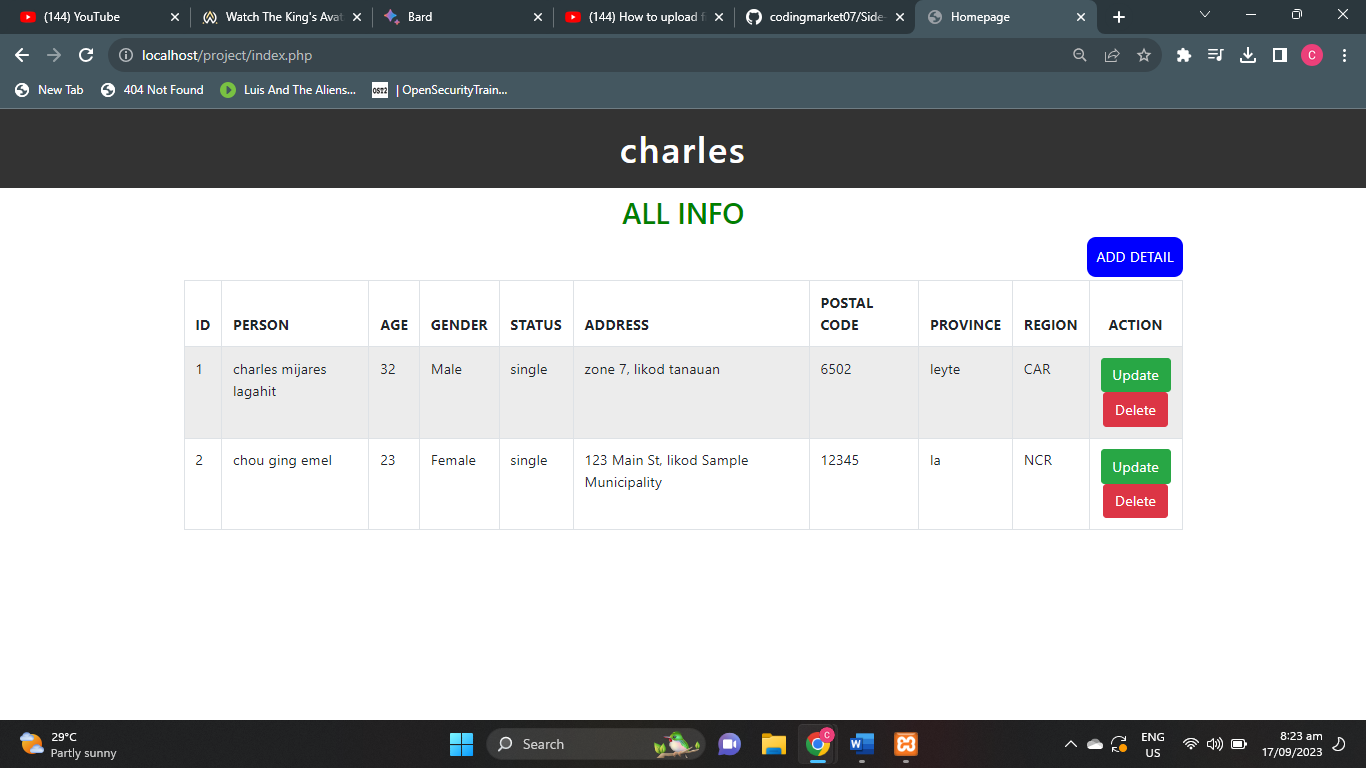 (144) YouTube
Watch The King's Avat
Bard
(144) How to upload f
codingmarket07/Side-
Homepage
localhost/project/index.php
C
New Tab
404 Not Found
Luis And The Aliens...
OST2
| OpenSecurityTrain...
charles
ALL INFO
ADD DETAIL
ID PERSON AGE GENDER STATUS ADDRESS POSTAL CODE PROVINCE REGION ACTION
1 charles mijares lagahit 32 Male single zone 7, likod tanauan 6502 leyte CAR Update
Delete
2 chou ging emel 23 Female single 123 Main St, likod Sample Municipality 12345 la NCR Update
Delete
29°C
Partly sunny
Search
C
W
ENG
US
8:23 am
17/09/2023